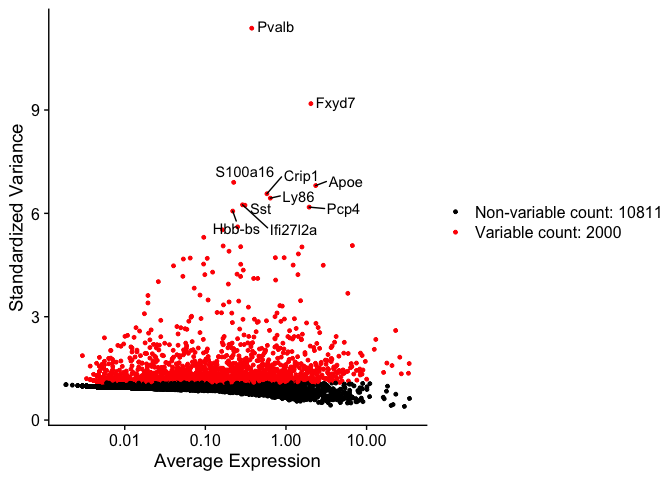 Pvalb
Fxyd7
S100a16
Crip1
Apoe
Ly86
Sst
Pcp4
Hbb-bs
Ifi27l2a
Standardized Variance
9
6
3
0
0.01
0.10
1.00
10.00
Average Expression
Non-variable count: 10811
Variable count: 2000